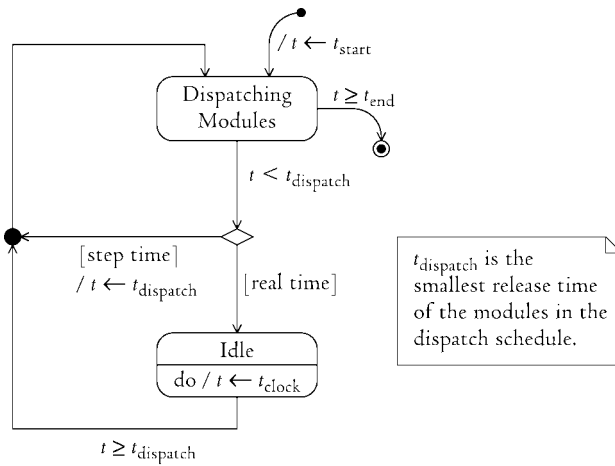 / t ← t_start
Dispatching
Modules
t ≥ t_end
t < t_dispatch
[step time]
/ t ← t_dispatch
[real time]
t_dispatch is the
smallest release time
of the modules in the
dispatch schedule.
Idle
do / t ← t_clock
t ≥ t_dispatch